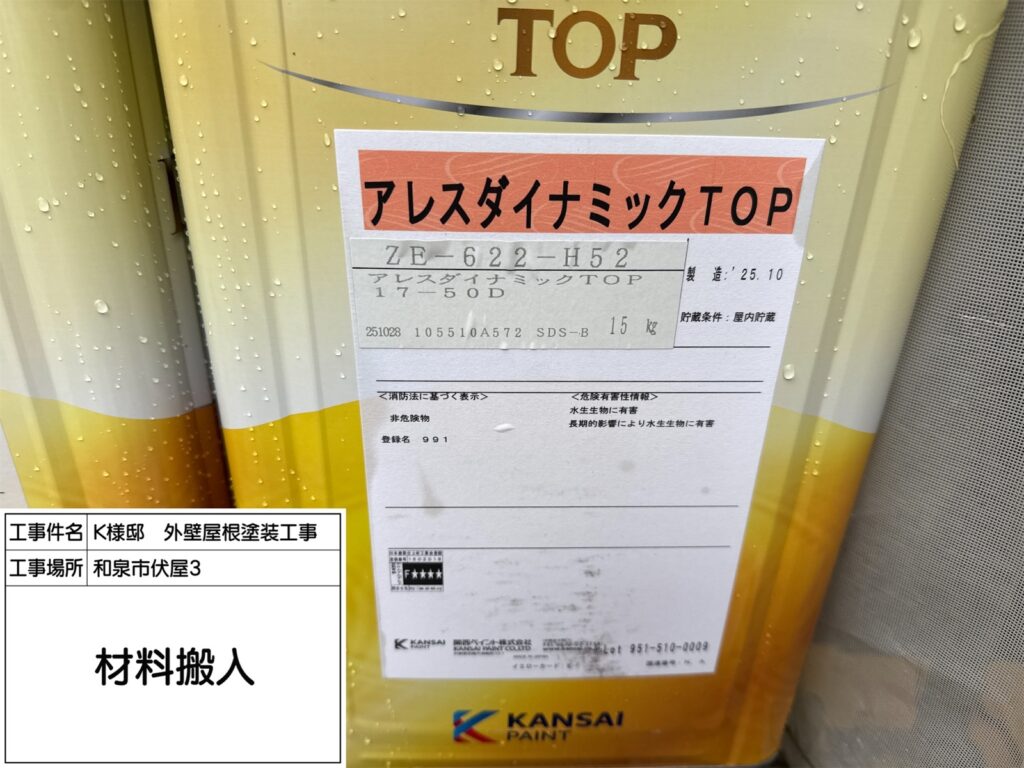 TOP
アレスダイナミックTOP
ZE-622-H52
アレスダイナミックTOP
17-50D
251028 105510A572 SDS-B 15 kg
製 造:'25.10
貯蔵条件:屋内貯蔵
<消防法に基づく表示>
非危険物
登録名 991
<危険有害性情報>
水生生物に有害
長期的影響により水生生物に有害
F★★★★
KANSAI
PAINT
関西ペイント株式会社
KANSAI PAINT CO.,LTD.
Lot 951-510-0009
KANSAI
PAINT
工事件名 K様邸 外壁屋根塗装工事
工事場所 和泉市伏屋3
材料搬入